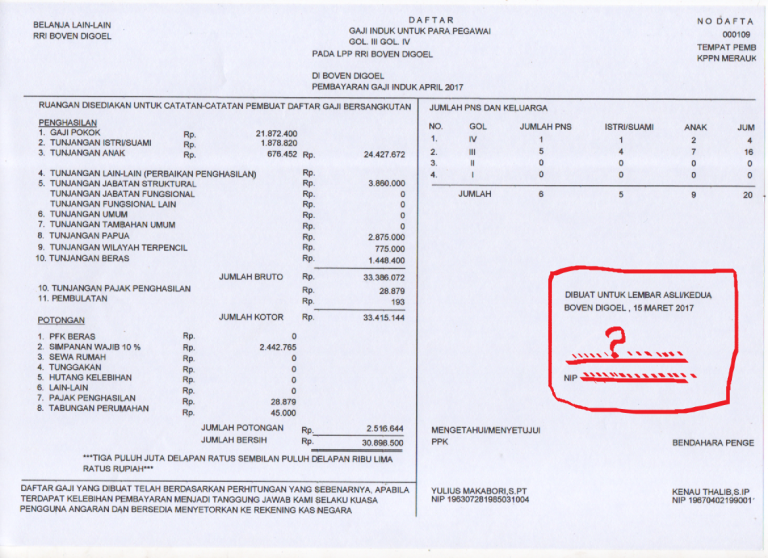 BELANJA LAIN-LAIN
RRI BOVEN DIGOEL
DAFTAR
GAJI INDUK UNTUK PARA PEGAWAI
GOL. III GOL. IV
PADA LPP RRI BOVEN DIGOEL
DI BOVEN DIGOEL
PEMBAYARAN GAJI INDUK APRIL 2017
NO DAFTA
000109
TEMPAT PEMB
KPPN MERAUK
RUANGAN DISEDIAKAN UNTUK CATATAN-CATATAN PEMBUAT DAFTAR GAJI BERSANGKUTAN
PENGHASILAN
1. GAJI POKOK Rp. 21.872.400
2. TUNJANGAN ISTRI/SUAMI Rp. 1.878.820
3. TUNJANGAN ANAK Rp. 676.452 Rp. 24.427.672
4. TUNJANGAN LAIN-LAIN (PERBAIKAN PENGHASILAN) Rp.
5. TUNJANGAN JABATAN STRUKTURAL Rp. 3.860.000
TUNJANGAN JABATAN FUNGSIONAL Rp. 0
TUNJANGAN FUNGSIONAL LAIN Rp. 0
6. TUNJANGAN UMUM Rp. 0
7. TUNJANGAN TAMBAHAN UMUM Rp. 0
8. TUNJANGAN PAPUA Rp. 2.875.000
9. TUNJANGAN WILAYAH TERPENCIL Rp. 775.000
10. TUNJANGAN BERAS Rp. 1.448.400
JUMLAH BRUTO Rp. 33.386.072
10. TUNJANGAN PAJAK PENGHASILAN Rp. 28.879
11. PEMBULATAN Rp. 193
JUMLAH KOTOR Rp. 33.415.144
POTONGAN
1. PFK BERAS Rp. 0
2. SIMPANAN WAJIB 10 % Rp. 2.442.765
3. SEWA RUMAH Rp. 0
4. TUNGGAKAN Rp. 0
5. HUTANG KELEBIHAN Rp. 0
6. LAIN-LAIN Rp. 0
7. PAJAK PENGHASILAN Rp. 28.879
8. TABUNGAN PERUMAHAN Rp. 45.000
JUMLAH POTONGAN Rp. 2.516.644
JUMLAH BERSIH Rp. 30.898.500
***TIGA PULUH JUTA DELAPAN RATUS SEMBILAN PULUH DELAPAN RIBU LIMA
RATUS RUPIAH***
DAFTAR GAJI YANG DIBUAT TELAH BERDASARKAN PERHITUNGAN YANG SEBENARNYA, APABILA
TERDAPAT KELEBIHAN PEMBAYARAN MENJADI TANGGUNG JAWAB KAMI SELAKU KUASA
PENGGUNA ANGGARAN DAN BERSEDIA MENYETORKAN KE REKENING KAS NEGARA
JUMLAH PNS DAN KELUARGA
NO. GOL JUMLAH PNS ISTRI/SUAMI ANAK JUM
1. IV 1 1 2 4
2. III 5 4 7 16
3. II 0 0 0 0
4. I 0 0 0 0
JUMLAH 6 5 9 20
DIBUAT UNTUK LEMBAR ASLI/KEDUA
BOVEN DIGOEL , 15 MARET 2017
?
NIP
MENGETAHUI/MENYETUJUI
PPK
BENDAHARA PENGE
YULIUS MAKABORI,S.PT
NIP 196307281985031004
KENAU THALIB,S.IP
NIP 19670402199001